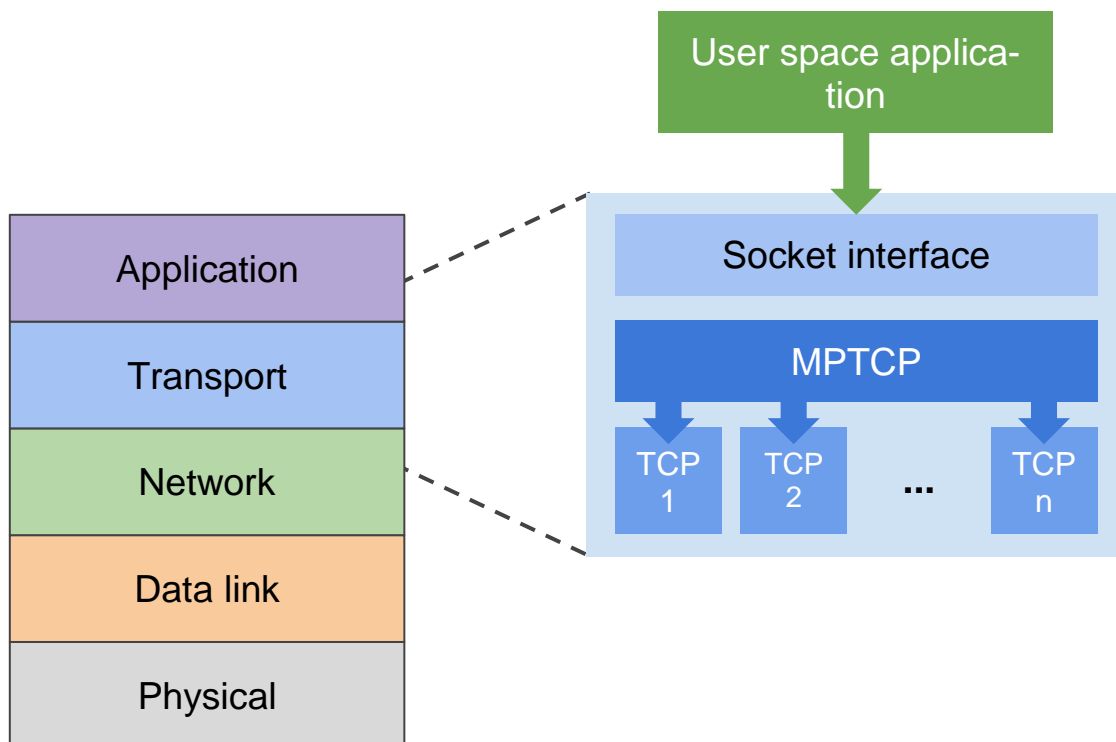 User space applica-
tion
Application
Transport
Network
Data link
Physical
Socket interface
MPTCP
TCP
1
TCP
2
...
TCP
n